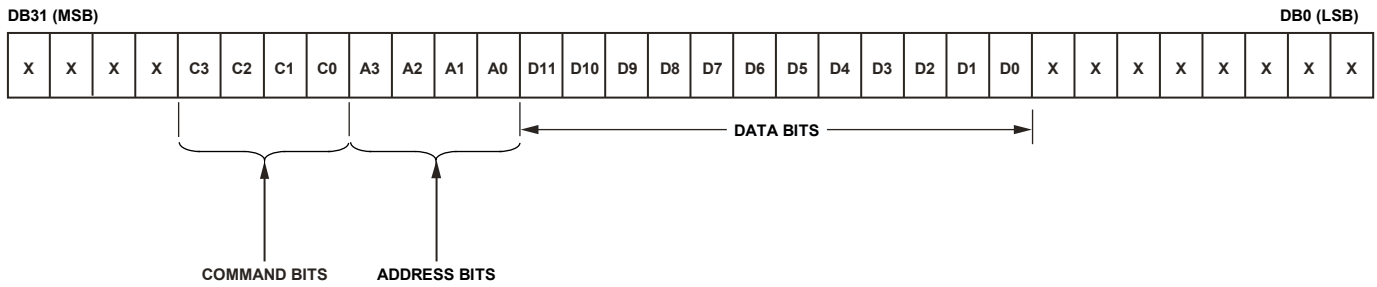 DB31 (MSB) DB0 (LSB)
X X X X C3 C2 C1 C0 A3 A2 A1 A0 D11 D10 D9 D8 D7 D6 D5 D4 D3 D2 D1 D0 X X X X X X X X
DATA BITS
COMMAND BITS ADDRESS BITS